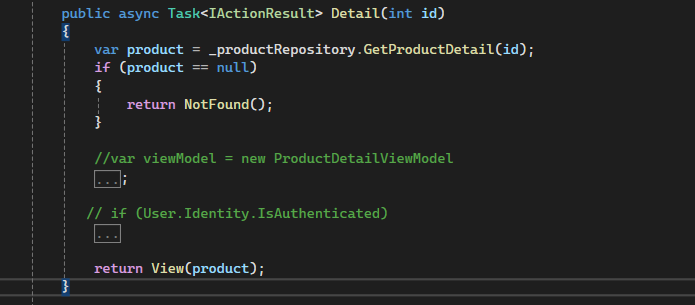 public async Task<IActionResult> Detail(int id)
{
var product = _productRepository.GetProductDetail(id);
if (product == null)
{
return NotFound();
}
//var viewModel = new ProductDetailViewModel
...;
// if (User.Identity.IsAuthenticated)
...
return View(product);
}